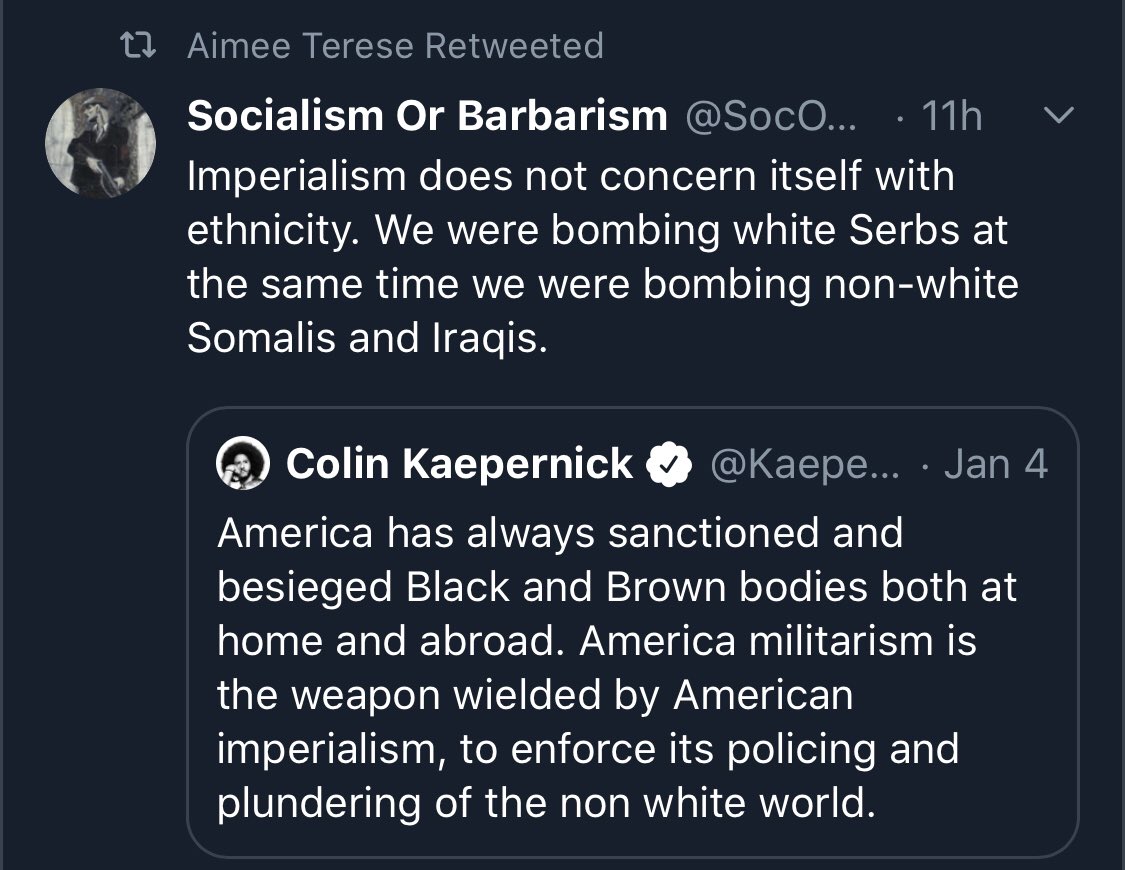 Aimee Terese Retweeted
Socialism Or Barbarism @SocO... · 11h
Imperialism does not concern itself with
ethnicity. We were bombing white Serbs at
the same time we were bombing non-white
Somalis and Iraqis.
Colin Kaepernick @Kaepe... · Jan 4
America has always sanctioned and
besieged Black and Brown bodies both at
home and abroad. America militarism is
the weapon wielded by American
imperialism, to enforce its policing and
plundering of the non white world.